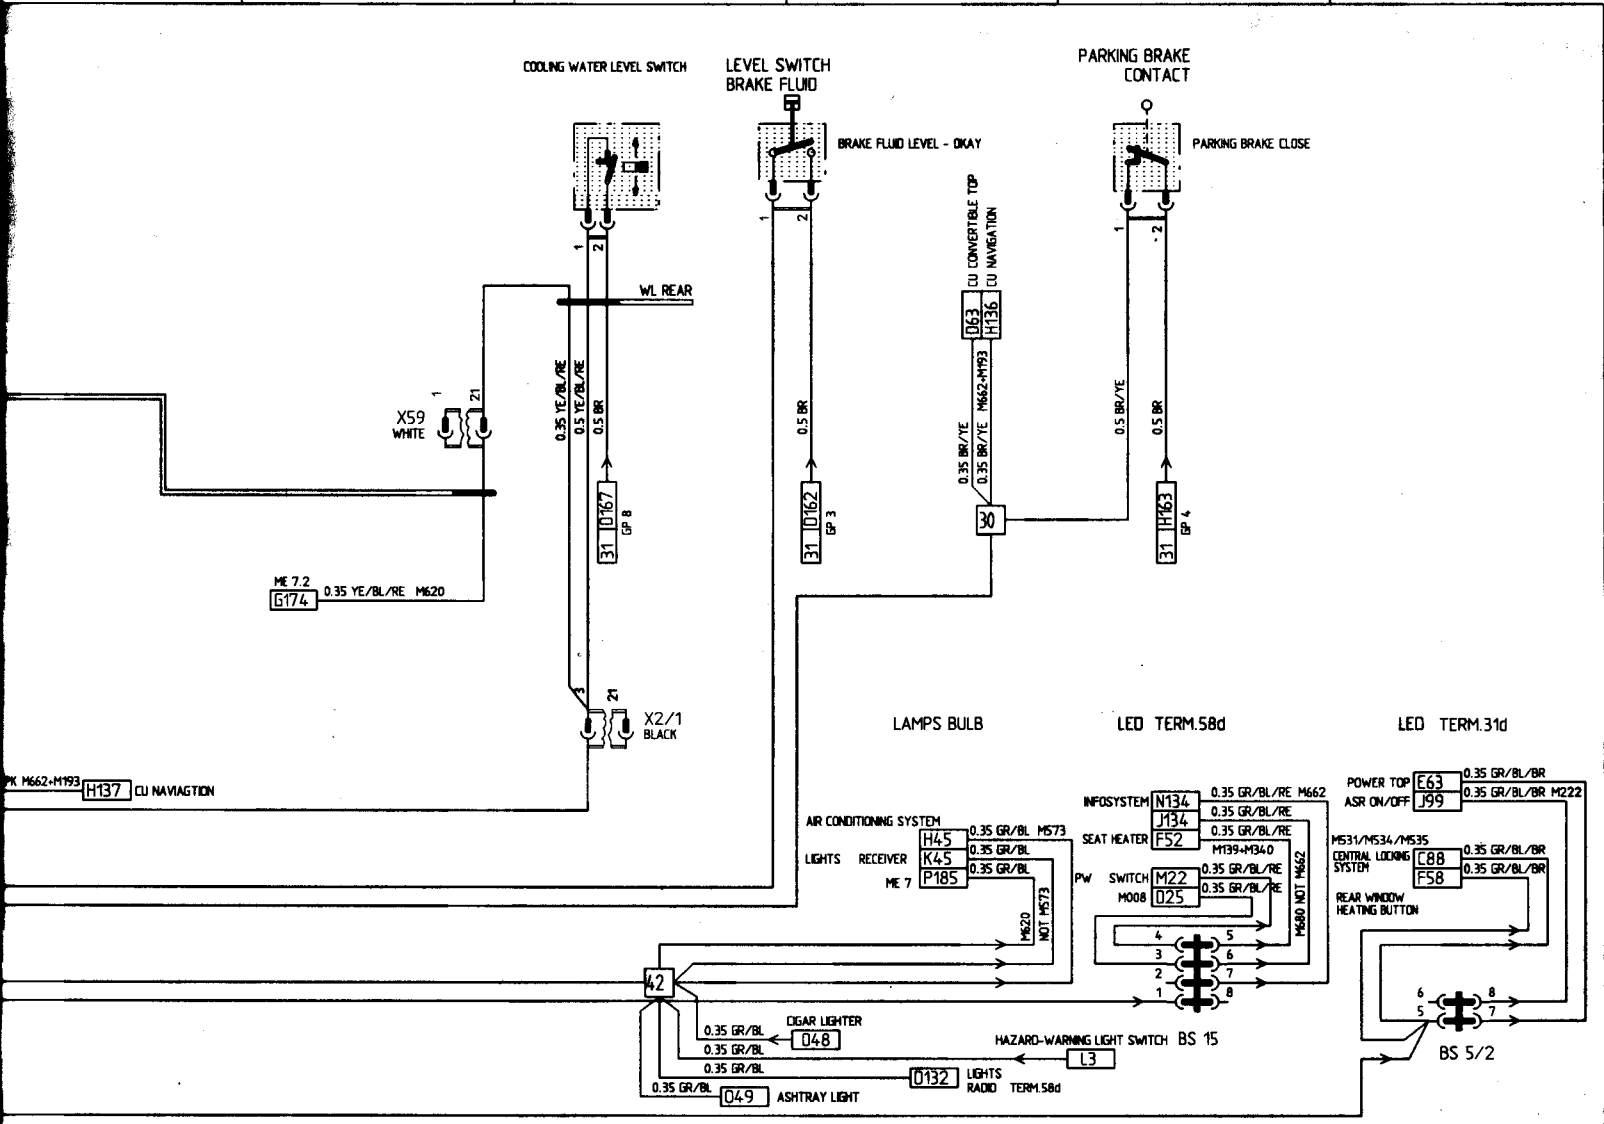 COOLING WATER LEVEL SWITCH
LEVEL SWITCH
BRAKE FLUID
PARKING BRAKE
CONTACT
BRAKE FLUID LEVEL - OKAY
PARKING BRAKE CLOSE
1
2
1
2
1
2
CU CONVERTIBLE TOP
CU NAVIGATION
D63
H136
WL REAR
0.35 YE/BL/RE
0.5 YE/BL/RE
0.5 BR
0.5 BR
0.35 BR/YE
0.35 BR/YE M662+M193
0.5 BR/YE
0.5 BR
1
21
X59
WHITE
31 D167
GP 8
31 D162
GP 3
30
31 H163
GP 4
ME 7.2
G174
0.35 YE/BL/RE M620
3
21
X2/1
BLACK
PK M662+M193
H137
CU NAVIAGTION
LAMPS BULB
LED TERM.58d
LED TERM.31d
AIR CONDITIONING SYSTEM
H45
0.35 GR/BL M573
LIGHTS RECEIVER
K45
0.35 GR/BL
ME 7
P185
0.35 GR/BL
M620
NOT M573
INFOSYSTEM
N134
0.35 GR/BL/RE M662
J134
0.35 GR/BL/RE
SEAT HEATER
F52
0.35 GR/BL/RE
M139+M340
PW SWITCH
M22
0.35 GR/BL/RE
M008
D25
0.35 GR/BL/RE
M680 NOT M662
4
5
3
6
2
7
1
8
BS 15
POWER TOP
E63
0.35 GR/BL/BR
ASR ON/OFF
J99
0.35 GR/BL/BR M222
M531/M534/M535
CENTRAL LOCKING
SYSTEM
C88
0.35 GR/BL/BR
F58
0.35 GR/BL/BR
REAR WINDOW
HEATING BUTTON
6
8
5
7
BS 5/2
42
0.35 GR/BL
CIGAR LIGHTER
D48
0.35 GR/BL
HAZARD-WARNING LIGHT SWITCH
L3
0.35 GR/BL
D132
LIGHTS
RADIO TERM.58d
0.35 GR/BL
D49
ASHTRAY LIGHT